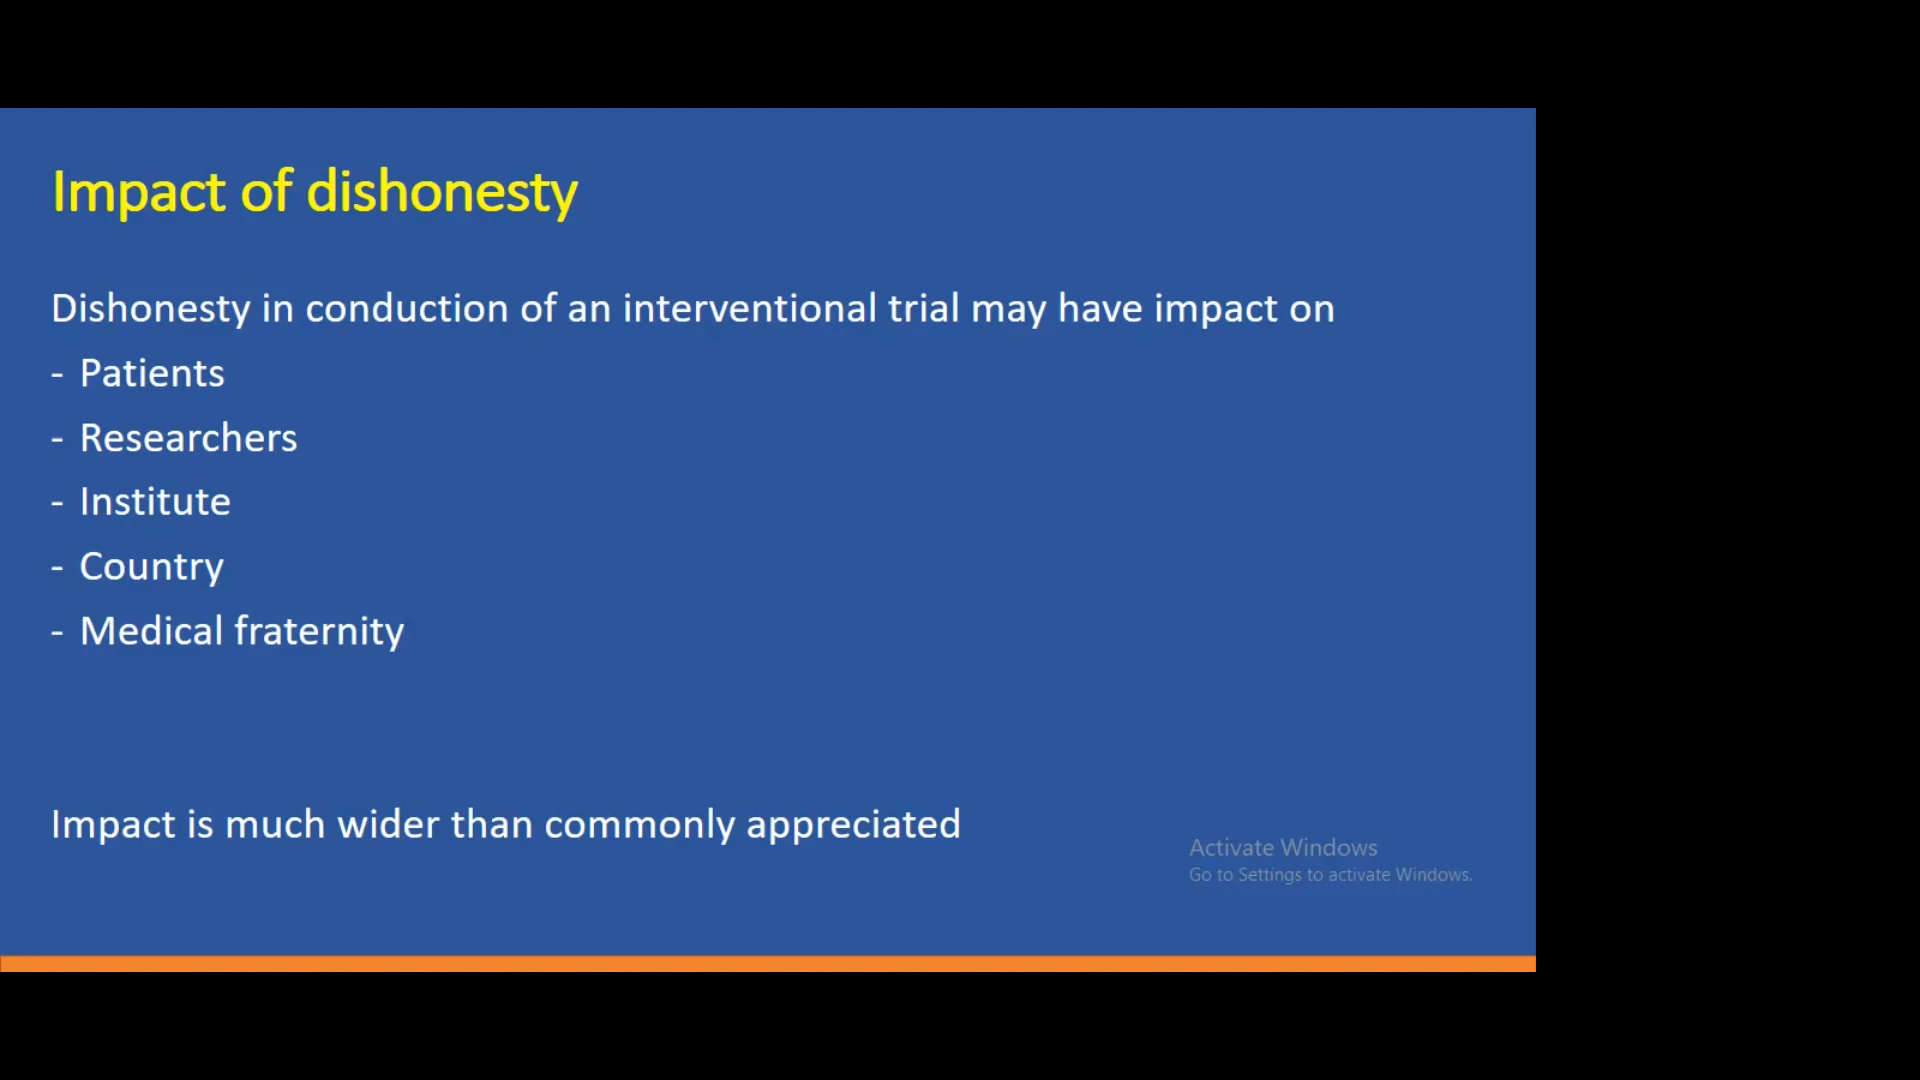 Impact of dishonesty
Dishonesty in conduction of an interventional trial may have impact on
- Patients
- Researchers
- Institute
- Country
- Medical fraternity
Impact is much wider than commonly appreciated
Activate Windows
Go to Settings to activate Windows.